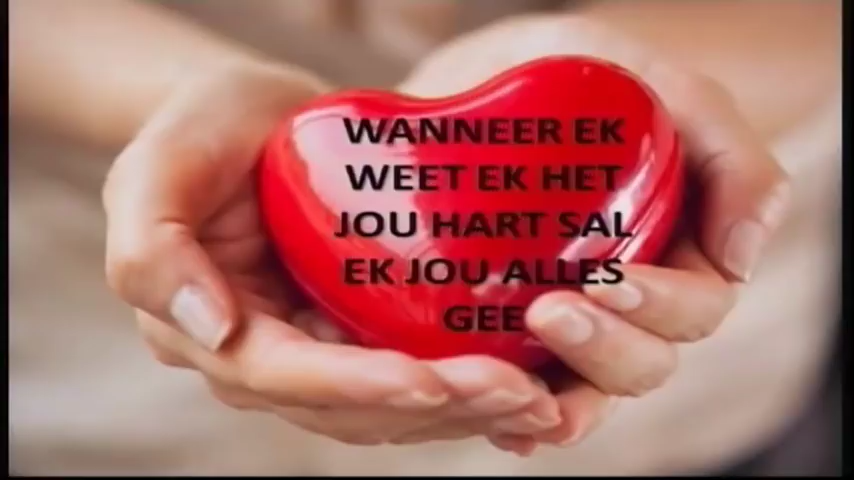 WANNEER EK
WEET EK HET
JOU HART SAL
EK JOU ALLES
GEE